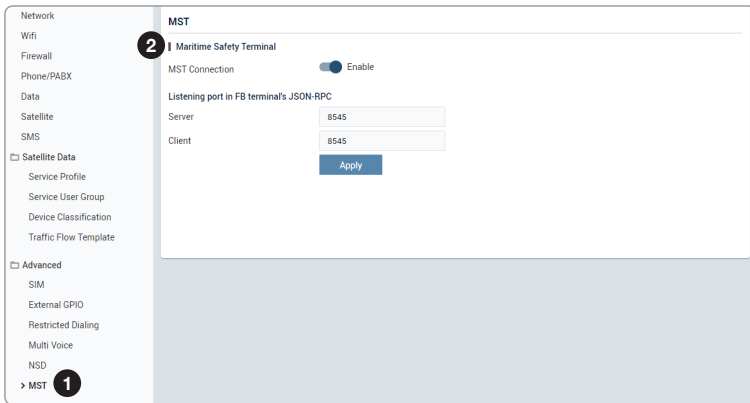 Network
Wifi
Firewall
Phone/PABX
Data
Satellite
SMS
Satellite Data
Service Profile
Service User Group
Device Classification
Traffic Flow Template
Advanced
SIM
External GPIO
Restricted Dialing
Multi Voice
NSD
> MST 1
MST
2 Maritime Safety Terminal
MST Connection Enable
Listening port in FB terminal's JSON-RPC
Server 8545
Client 8545
Apply